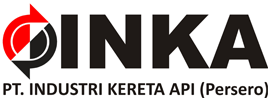 INKA
PT. INDUSTRI KERETA API (Persero)